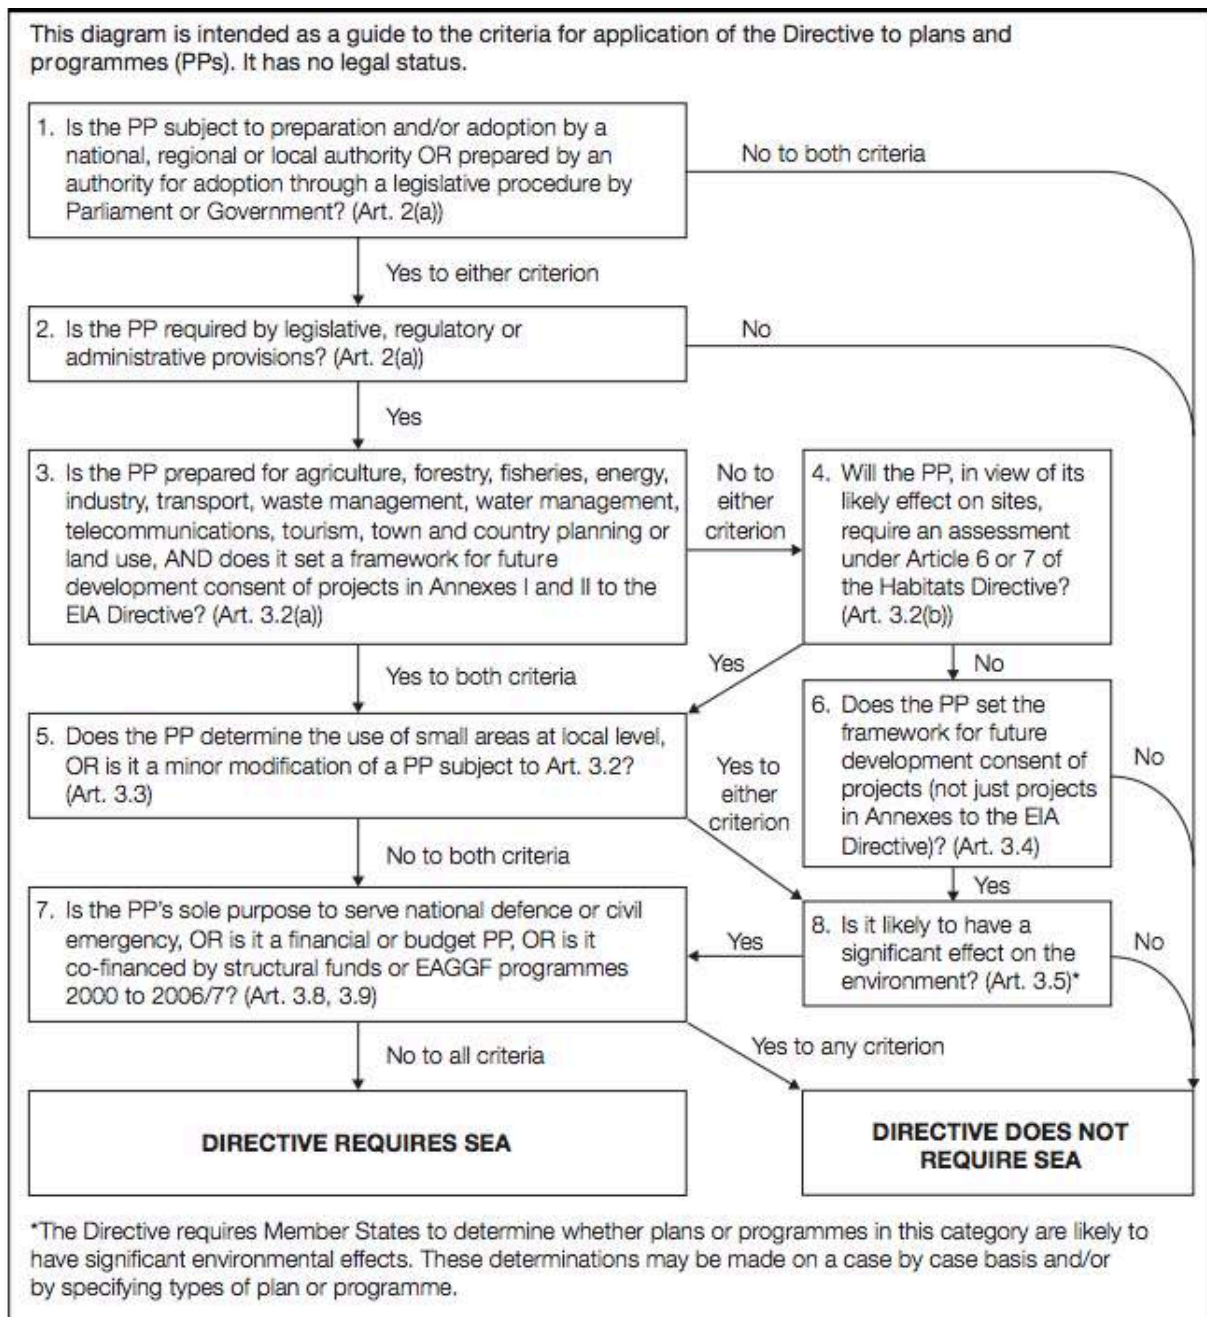 This diagram is intended as a guide to the criteria for application of the Directive to plans and
programmes (PPs). It has no legal status.
1. Is the PP subject to preparation and/or adoption by a
national, regional or local authority OR prepared by an
authority for adoption through a legislative procedure by
Parliament or Government? (Art. 2(a))
No to both criteria
Yes to either criterion
2. Is the PP required by legislative, regulatory or
administrative provisions? (Art. 2(a))
No
Yes
3. Is the PP prepared for agriculture, forestry, fisheries, energy,
industry, transport, waste management, water management,
telecommunications, tourism, town and country planning or
land use, AND does it set a framework for future
development consent of projects in Annexes I and II to the
EIA Directive? (Art. 3.2(a))
No to
either
criterion
4. Will the PP, in view of its
likely effect on sites,
require an assessment
under Article 6 or 7 of
the Habitats Directive?
(Art. 3.2(b))
Yes to both criteria
Yes
No
5. Does the PP determine the use of small areas at local level,
OR is it a minor modification of a PP subject to Art. 3.2?
(Art. 3.3)
Yes to
either
criterion
6. Does the PP set the
framework for future
development consent of
projects (not just projects
in Annexes to the EIA
Directive)? (Art. 3.4)
No
No to both criteria
Yes
7. Is the PP's sole purpose to serve national defence or civil
emergency, OR is it a financial or budget PP, OR is it
co-financed by structural funds or EAGGF programmes
2000 to 2006/7? (Art. 3.8, 3.9)
Yes
8. Is it likely to have a
significant effect on the
environment? (Art. 3.5)*
No
No to all criteria
Yes to any criterion
DIRECTIVE REQUIRES SEA
DIRECTIVE DOES NOT
REQUIRE SEA
*The Directive requires Member States to determine whether plans or programmes in this category are likely to
have significant environmental effects. These determinations may be made on a case by case basis and/or
by specifying types of plan or programme.